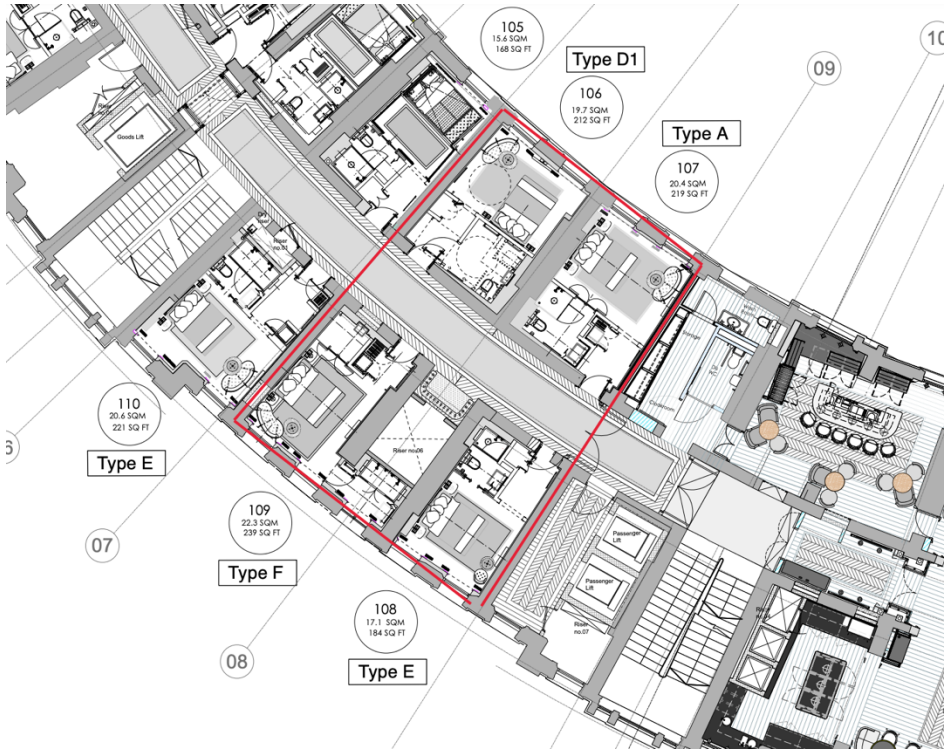 105
15.6 SQM
168 SQ FT
Type D1
106
19.7 SQM
212 SQ FT
09
10
Type A
107
20.4 SQM
219 SQ FT
Goods Lift
Riser
no.03
110
20.6 SQM
221 SQ FT
Type E
07
109
22.3 SQM
239 SQ FT
Type F
08
Riser no.06
108
17.1 SQM
184 SQ FT
Type E
Passenger
Lift
Passenger
Lift
Riser
no.07